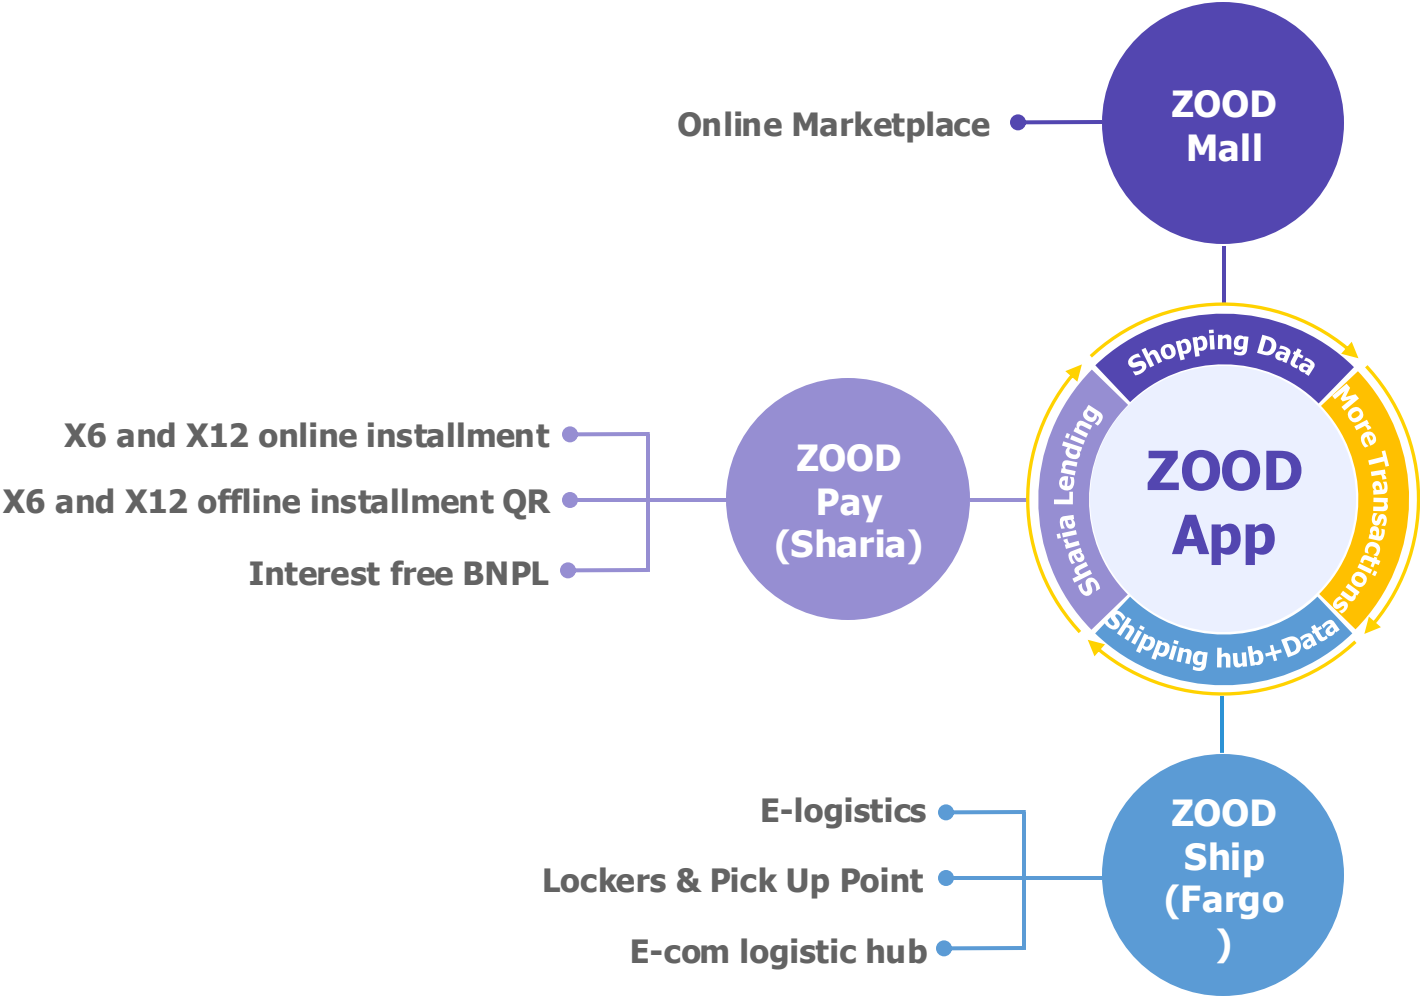 ZOOD
Mall
Online Marketplace
Shopping Data
More Transactions
Shipping hub+Data
Sharia Lending
ZOOD
App
ZOOD
Pay
(Sharia)
X6 and X12 online installment
X6 and X12 offline installment QR
Interest free BNPL
ZOOD
Ship
(Fargo
)
E-logistics
Lockers & Pick Up Point
E-com logistic hub